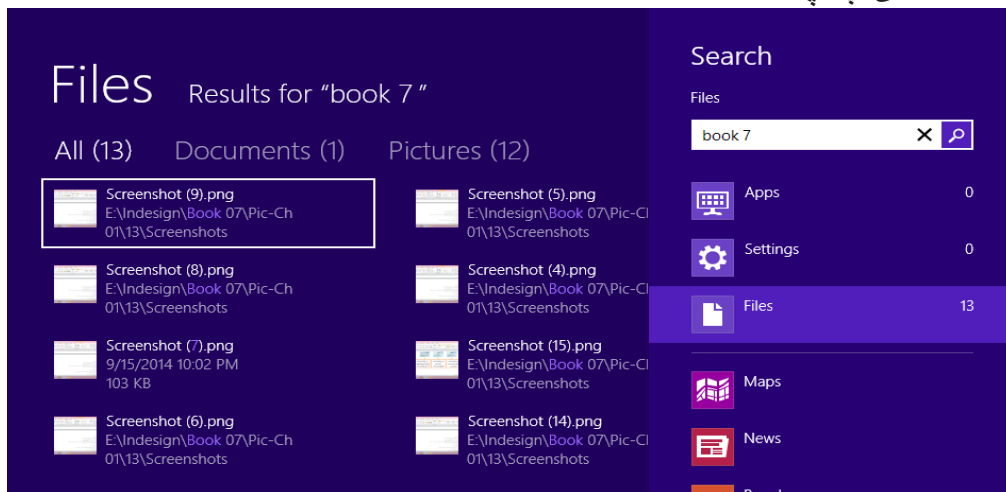 Files Results for “book 7 ”
All (13) Documents (1) Pictures (12)
Screenshot (9).png
E:\Indesign\Book 07\Pic-Ch
01\13\Screenshots
Screenshot (8).png
E:\Indesign\Book 07\Pic-Ch
01\13\Screenshots
Screenshot (7).png
9/15/2014 10:02 PM
103 KB
Screenshot (6).png
E:\Indesign\Book 07\Pic-Ch
01\13\Screenshots
Screenshot (5).png
E:\Indesign\Book 07\Pic-Cl
01\13\Screenshots
Screenshot (4).png
E:\Indesign\Book 07\Pic-Cl
01\13\Screenshots
Screenshot (15).png
E:\Indesign\Book 07\Pic-Cl
01\13\Screenshots
Screenshot (14).png
E:\Indesign\Book 07\Pic-Cl
01\13\Screenshots
Search
Files
book 7
Apps 0
Settings 0
Files 13
Maps
News